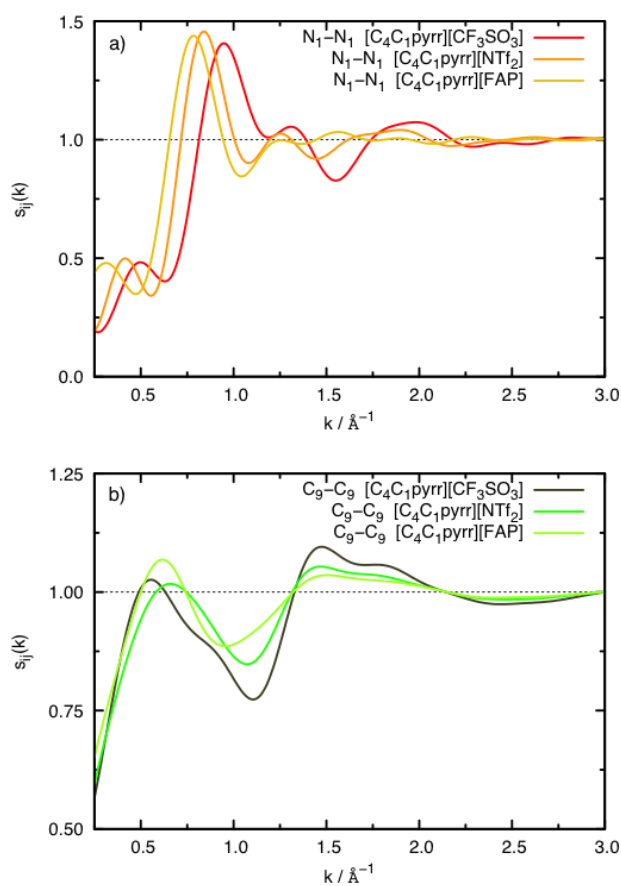 a)
N₁–N₁ [C₄C₁pyrr][CF₃SO₃]
N₁–N₁ [C₄C₁pyrr][NTf₂]
N₁–N₁ [C₄C₁pyrr][FAP]
1.5
1.0
0.5
0.0
sᵢⱼ(k)
0.5 1.0 1.5 2.0 2.5 3.0
k / Å⁻¹
b)
C₉–C₉ [C₄C₁pyrr][CF₃SO₃]
C₉–C₉ [C₄C₁pyrr][NTf₂]
C₉–C₉ [C₄C₁pyrr][FAP]
1.25
1.00
0.75
0.50
sᵢⱼ(k)
0.5 1.0 1.5 2.0 2.5 3.0
k / Å⁻¹